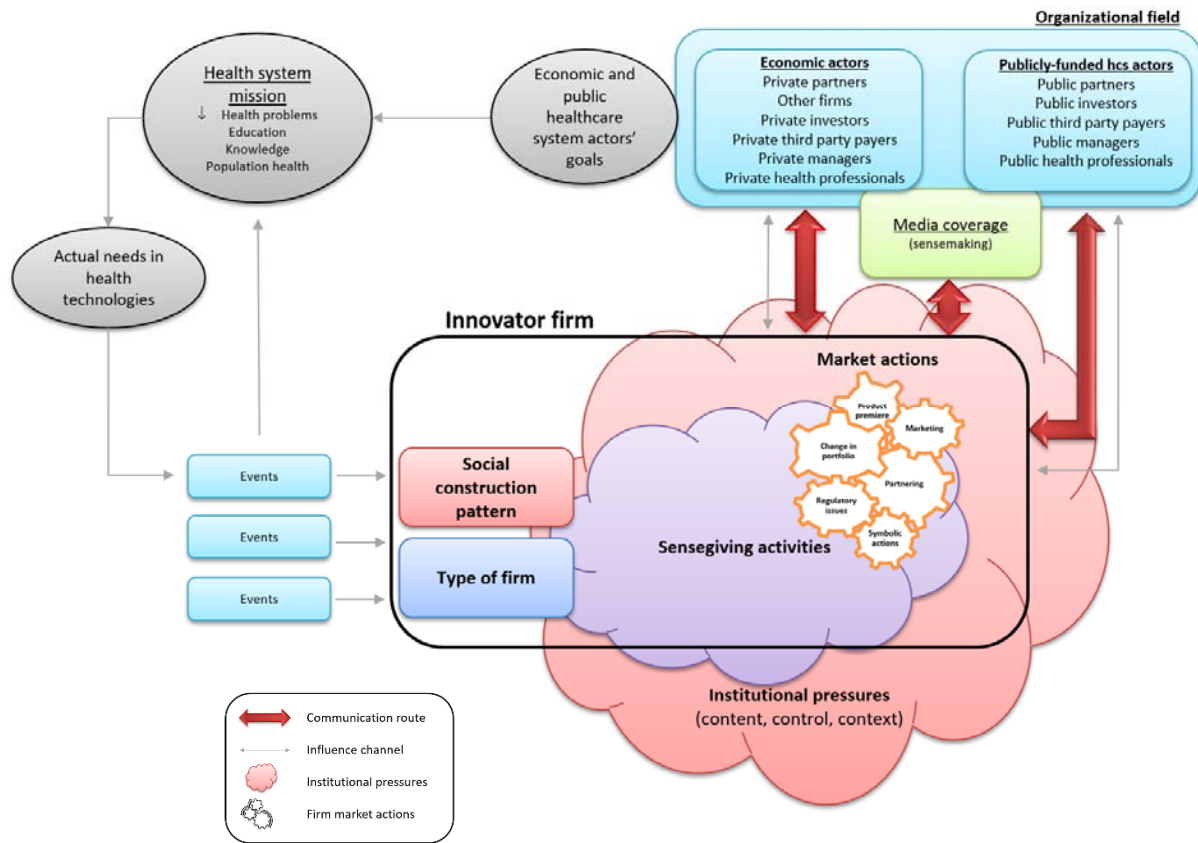 Organizational field
Economic actors
Private partners
Other firms
Private investors
Private third party payers
Private managers
Private health professionals
Publicly-funded hcs actors
Public partners
Public investors
Public third party payers
Public managers
Public health professionals
Health system
mission
↓ Health problems
Education
Knowledge
Population health
Economic and
public
healthcare
system actors'
goals
Media coverage
(sensemaking)
Actual needs in
health
technologies
Innovator firm
Market actions
Product
premiere
Marketing
Change in
portfolio
Partnering
Regulatory
issues
Symbolic
actions
Events
Events
Events
Social
construction
pattern
Type of firm
Sensegiving activities
Institutional pressures
(content, control, context)
Communication route
Influence channel
Institutional pressures
Firm market actions